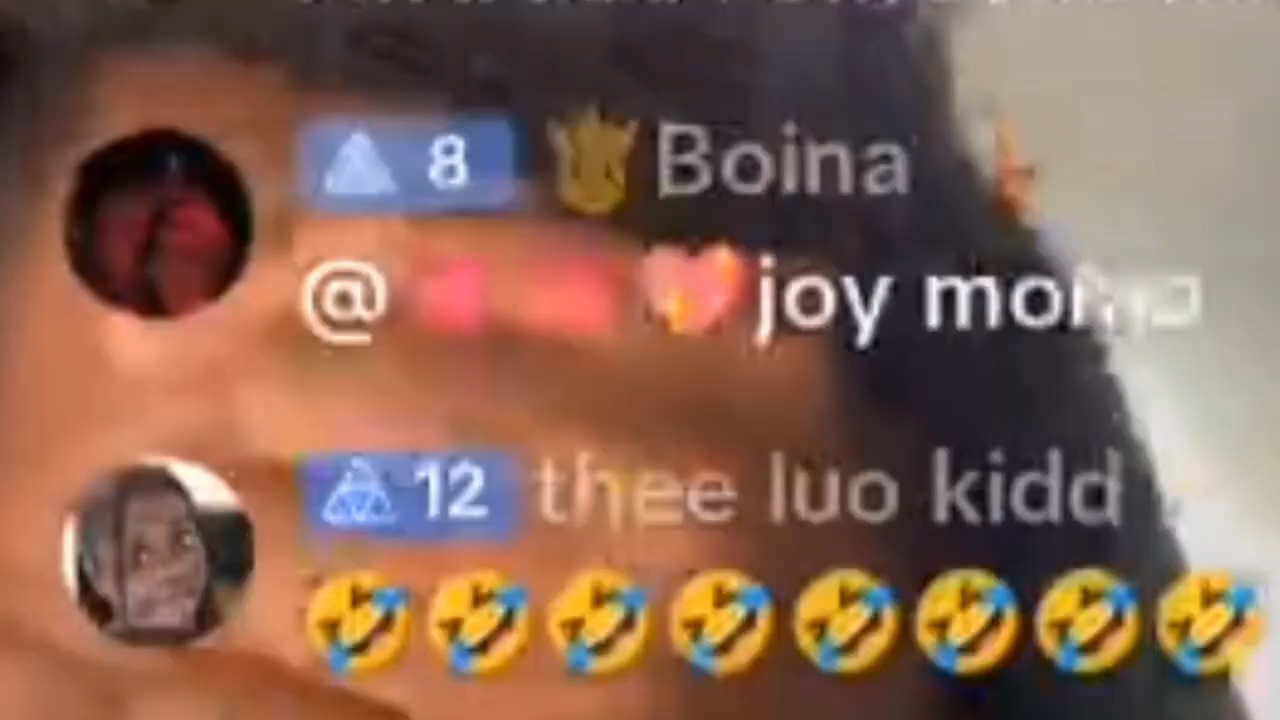 8 Boina
@ joy
12 thee luo kidd
🤣🤣🤣🤣🤣🤣🤣🤣